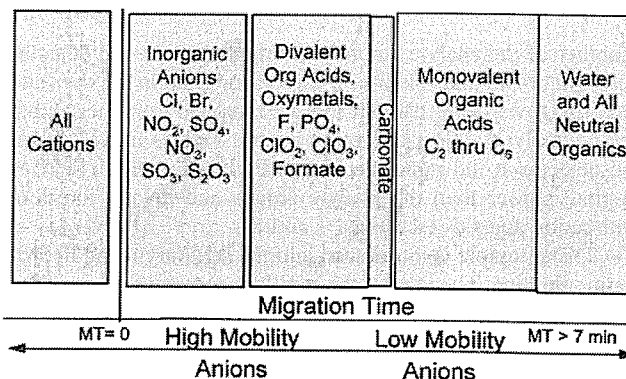 All
Cations
Inorganic
Anions
Cl, Br,
NO₂, SO₄,
NO₃,
SO₃, S₂O₃
Divalent
Org Acids,
Oxymetals,
F, PO₄,
ClO₂, ClO₃,
Formate
Carbonate
Monovalent
Organic
Acids
C₂ thru C₆
Water
and All
Neutral
Organics
Migration Time
MT= 0
High Mobility
Low Mobility
MT > 7 min
Anions
Anions